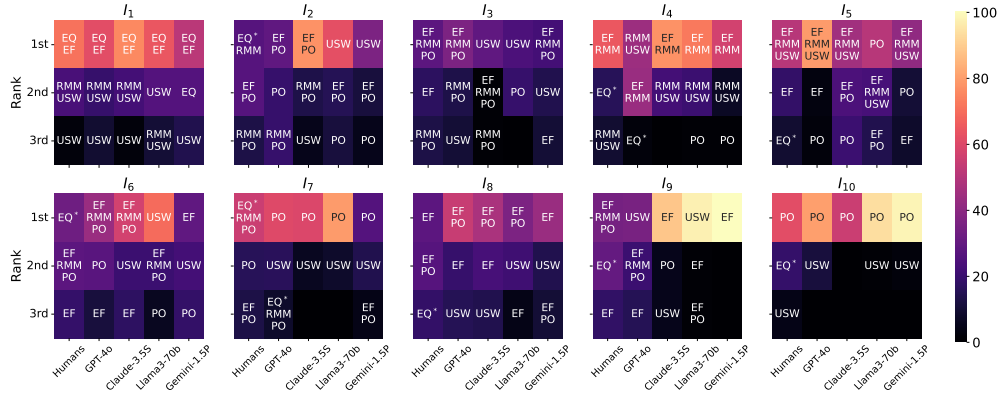 I1
I2
I3
I4
I5
100
80
60
40
20
0
Rank
1st
2nd
3rd
EQ EQ EQ EQ EQ
EF EF EF EF EF
RMM RMM RMM USW EQ
USW USW USW
USW USW USW RMM USW
USW
EQ* EF EF USW USW
RMM PO PO
EF PO RMM EF EF
PO PO PO PO
RMM RMM USW PO PO
PO PO
EF EF USW USW EF
RMM RMM RMM
PO PO PO
EF RMM EF PO USW
PO RMM
PO
RMM USW RMM EF
PO PO
EF RMM EF EF EF
RMM USW RMM RMM RMM
EQ* EF RMM RMM RMM
RMM USW USW USW
RMM EQ* PO PO
USW
EF EF EF PO EF
RMM RMM RMM RMM
USW USW USW USW
EF EF EF EF PO
PO RMM
USW
EQ* PO PO EF EF
PO
I6
I7
I8
I9
I10
Rank
1st
2nd
3rd
EQ* EF EF USW EF
RMM RMM
PO PO
EF PO USW EF USW
RMM RMM
PO PO
EF EF EF PO PO
EQ* PO PO PO PO
RMM
PO
PO USW USW USW USW
EF EQ* EF
PO RMM PO
PO
EF EF EF EF EF
PO PO PO
EF EF EF USW USW
PO
EQ* USW USW EF EF
PO
EF USW EF USW EF
RMM
PO
EQ* EF PO EF
RMM
PO
EF EF USW EF
PO
PO PO PO PO PO
EQ* USW USW USW
USW
Humans GPT-4o Claude-3.5S Llama3-70b Gemini-1.5P
Humans GPT-4o Claude-3.5S Llama3-70b Gemini-1.5P
Humans GPT-4o Claude-3.5S Llama3-70b Gemini-1.5P
Humans GPT-4o Claude-3.5S Llama3-70b Gemini-1.5P
Humans GPT-4o Claude-3.5S Llama3-70b Gemini-1.5P